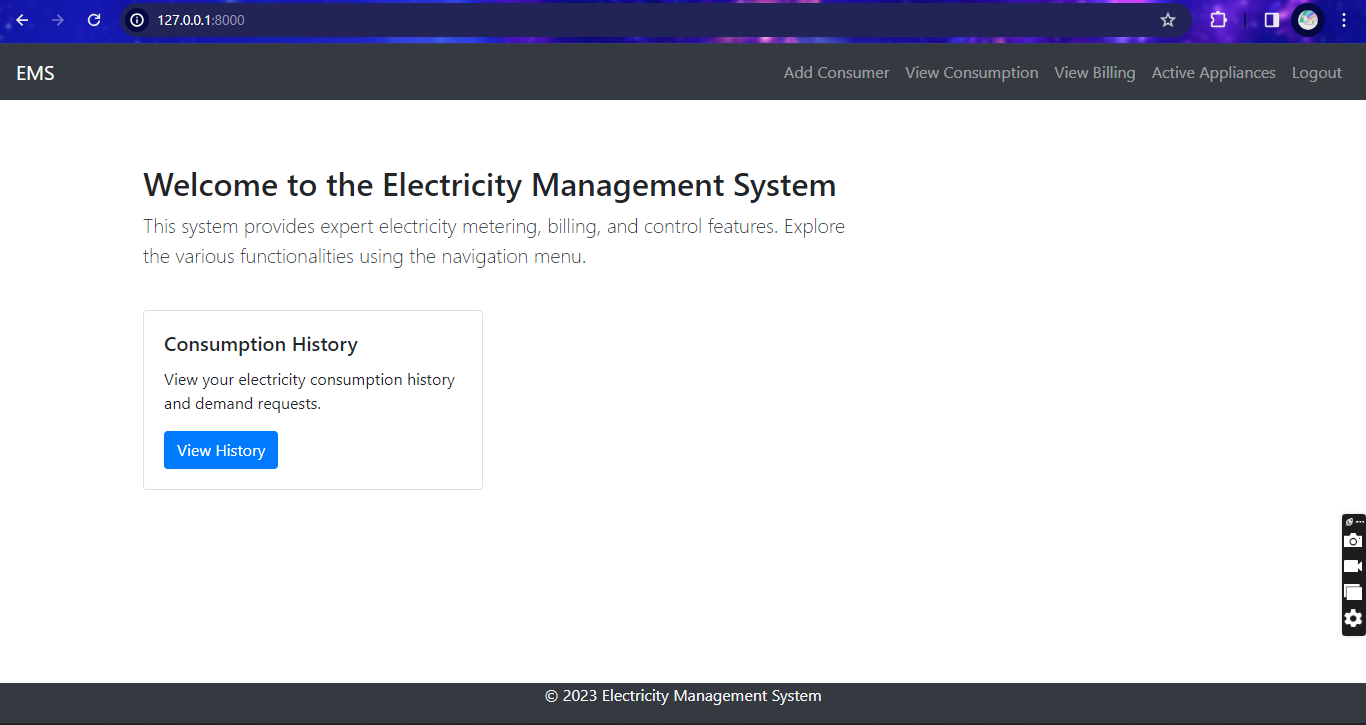 127.0.0.1:8000
EMS
Add Consumer View Consumption View Billing Active Appliances Logout
Welcome to the Electricity Management System
This system provides expert electricity metering, billing, and control features. Explore
the various functionalities using the navigation menu.
Consumption History
View your electricity consumption history
and demand requests.
View History
© 2023 Electricity Management System